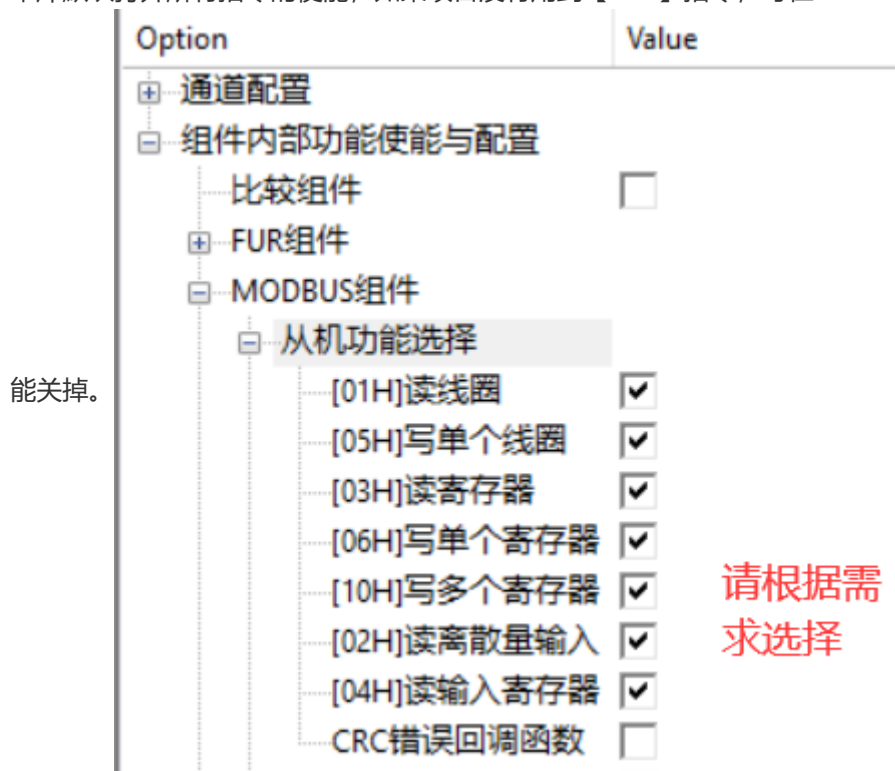 Option Value
通道配置
组件内部功能使能与配置
比较组件
FUR组件
MODBUS组件
从机功能选择
能关掉。
[01H]读线圈
[05H]写单个线圈
[03H]读寄存器
[06H]写单个寄存器
[10H]写多个寄存器
[02H]读离散量输入
[04H]读输入寄存器
CRC错误回调函数
请根据需
求选择